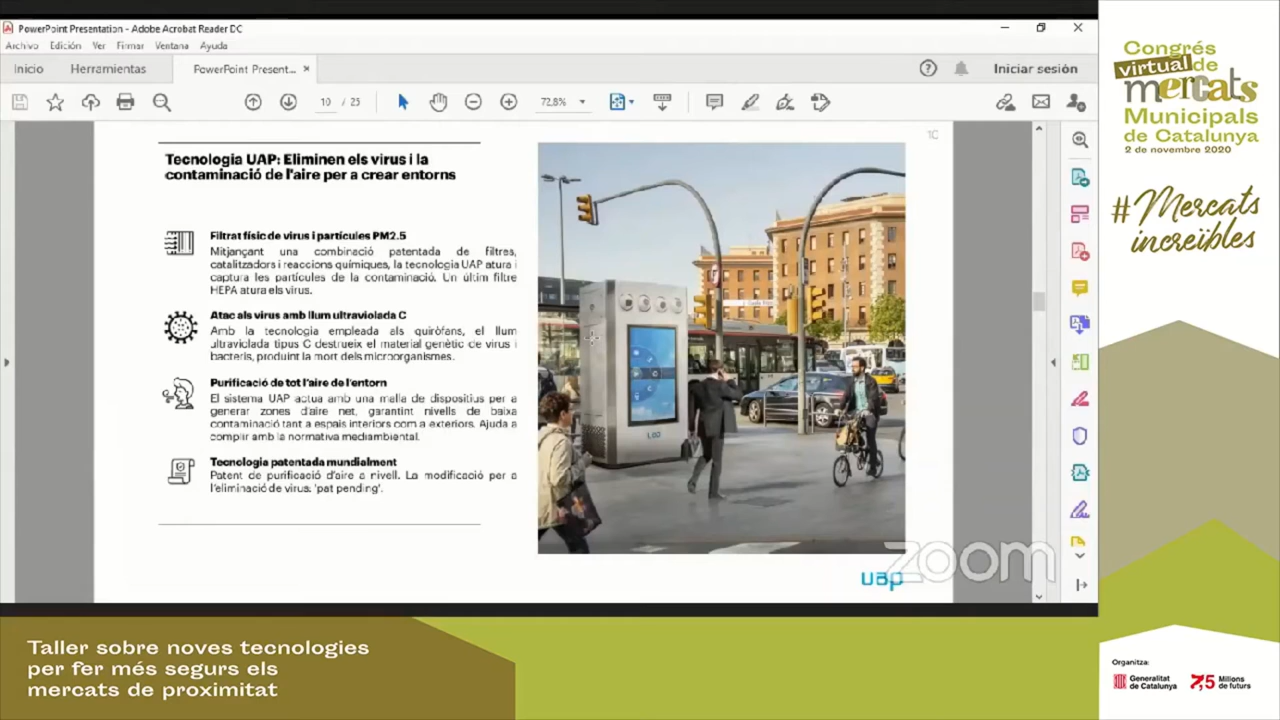 PowerPoint Presentation - Adobe Acrobat Reader DC
Archivo Edición Ver Firmar Ventana Ayuda
Inicio Herramientas PowerPoint Present... × Iniciar sesión
10 / 23 72,8%
Tecnologia UAP: Eliminen els virus i la
contaminació de l'aire per a crear entorns
Filtrat físic de virus i partícules PM2.5
Mitjançant una combinació patentada de filtres,
catalitzadors i reaccions químiques, la tecnologia UAP atura i
captura les partícules de la contaminació. Un últim filtre
HEPA atura els virus.
Atac als virus amb llum ultraviolada C
Amb la tecnologia empleada als quiròfans, el llum
ultraviolada tipus C destrueix el material genètic de virus i
bacteris, produint la mort dels microorganismes.
Purificació de tot l'aire de l'entorn
El sistema UAP actua amb una malla de dispositius per a
generar zones d'aire net, garantint nivells de baixa
contaminació tant a espais interiors com a exteriors. Ajuda a
complir amb la normativa mediambiental.
Tecnologia patentada mundialment
Patent de purificació d'aire a nivell. La modificació per a
l'eliminació de virus. 'pat pending'.
uap
zoom
Congrés
virtual de
mercats
Municipals
de Catalunya
2 de novembre 2020
#Mercats
increïbles
Taller sobre noves tecnologies
per fer més segurs els
mercats de proximitat
Organitza:
Generalitat
de Catalunya
7,5 Milions
de futurs